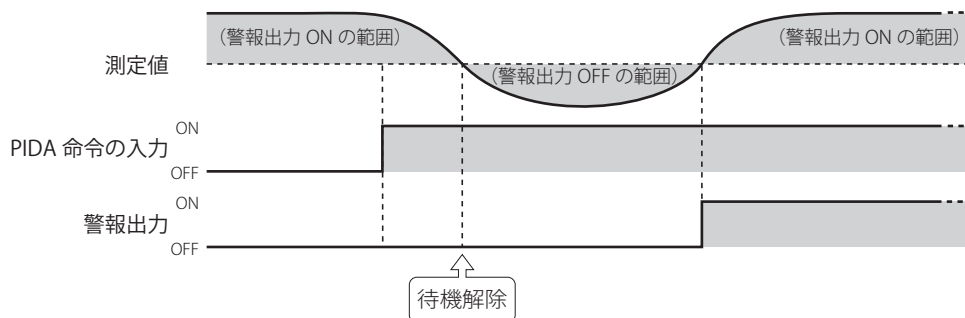 (警報出力 ON の範囲)
(警報出力 ON の範囲)
測定値
(警報出力 OFF の範囲)
ON
PIDA 命令の入力
OFF
ON
警報出力
OFF
待機解除